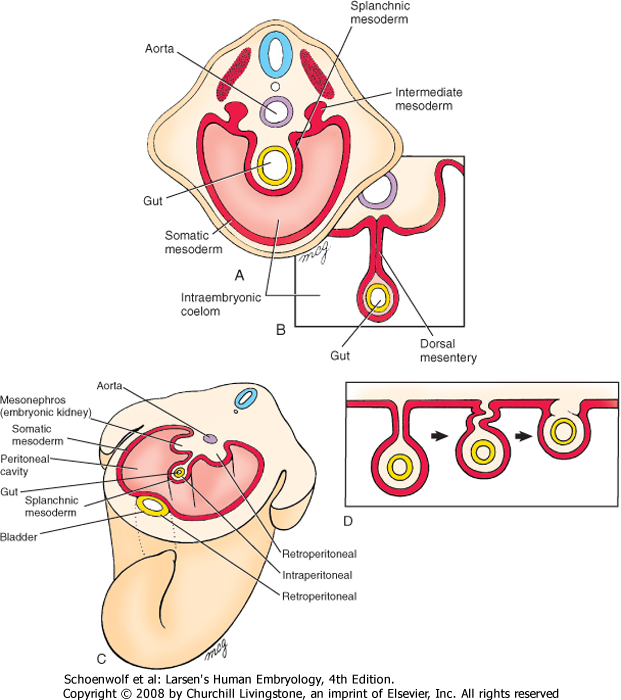 Splanchnic
mesoderm
Aorta
Intermediate
mesoderm
Gut
Somatic
mesoderm
A
Intraembryonic
coelom
mcg
B
Gut
Dorsal
mesentery
Aorta
Mesonephros
(embryonic kidney)
Somatic
mesoderm
Peritoneal
cavity
Gut
Splanchnic
mesoderm
Bladder
Retroperitoneal
Intraperitoneal
Retroperitoneal
C
mcg
D
Schoenwolf et al: Larsen's Human Embryology, 4th Edition.
Copyright © 2008 by Churchill Livingstone, an imprint of Elsevier, Inc. All rights reserved